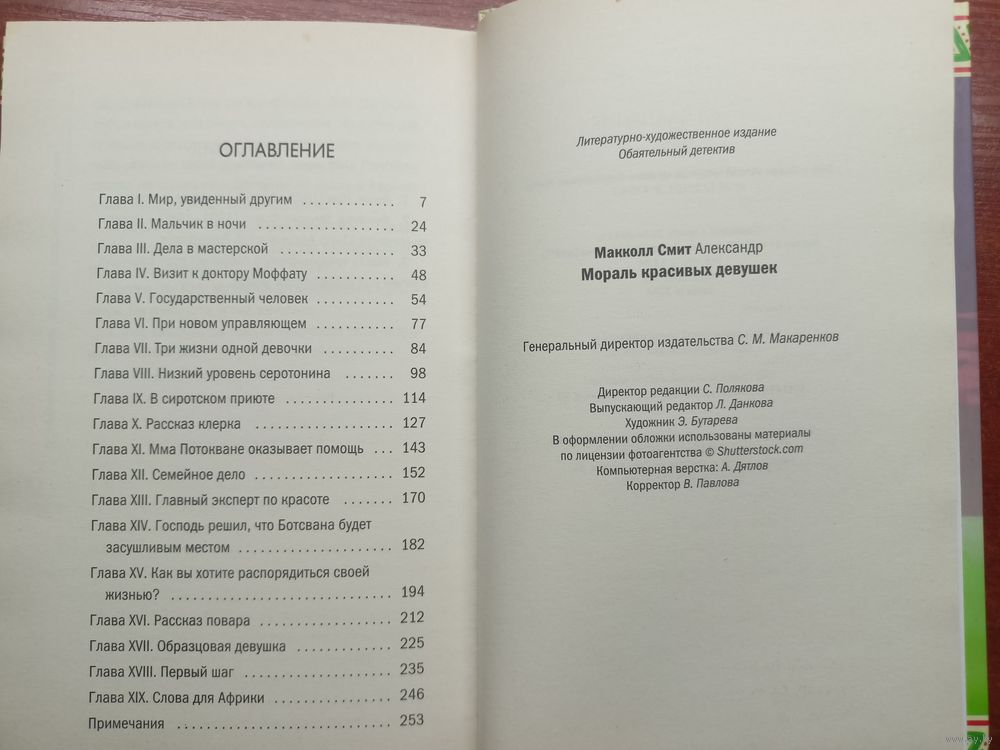 ОГЛАВЛЕНИЕ
Глава I. Мир, увиденный другим . . . . . . . . . . . . . 7
Глава II. Мальчик в ночи . . . . . . . . . . . . . . . . . . 24
Глава III. Дела в мастерской . . . . . . . . . . . . . . . 33
Глава IV. Визит к доктору Моффату . . . . . . . . . . 48
Глава V. Государственный человек . . . . . . . . . . 54
Глава VI. При новом управляющем . . . . . . . . . . 77
Глава VII. Три жизни одной девочки . . . . . . . . . . 84
Глава VIII. Низкий уровень серотонина . . . . . . . 98
Глава IX. В сиротском приюте . . . . . . . . . . . . . . 114
Глава X. Рассказ клерка . . . . . . . . . . . . . . . . . . 127
Глава XI. Мма Потокване оказывает помощь . . . 143
Глава XII. Семейное дело . . . . . . . . . . . . . . . . . . 152
Глава XIII. Главный эксперт по красоте . . . . . . . 170
Глава XIV. Господь решил, что Ботсвана будет
засушливым местом . . . . . . . . . . . . . . . . . . . . 182
Глава XV. Как вы хотите распорядиться своей
жизнью? . . . . . . . . . . . . . . . . . . . . . . . . . . . . . 194
Глава XVI. Рассказ повара . . . . . . . . . . . . . . . . . 212
Глава XVII. Образцовая девушка . . . . . . . . . . . . . 225
Глава XVIII. Первый шаг . . . . . . . . . . . . . . . . . . . 235
Глава XIX. Слова для Африки . . . . . . . . . . . . . . . 246
Примечания . . . . . . . . . . . . . . . . . . . . . . . . . . . . 253
Литературно-художественное издание
Обаятельный детектив
Макколл Смит Александр
Мораль красивых девушек
Генеральный директор издательства С. М. Макаренков
Директор редакции С. Полякова
Выпускающий редактор Л. Данкова
Художник Э. Бутарева
В оформлении обложки использованы материалы
по лицензии фотоагентства © Shutterstock.com
Компьютерная верстка: А. Дятлов
Корректор В. Павлова